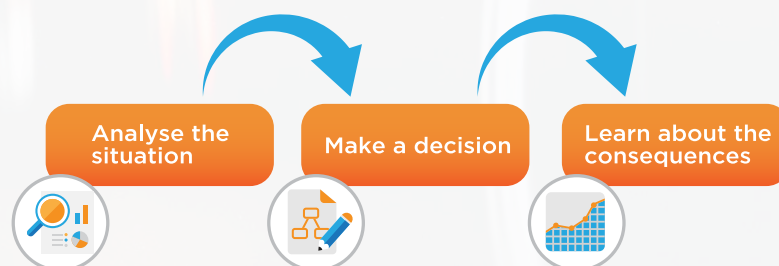 Analyse the
situation
Make a decision
Learn about the
consequences